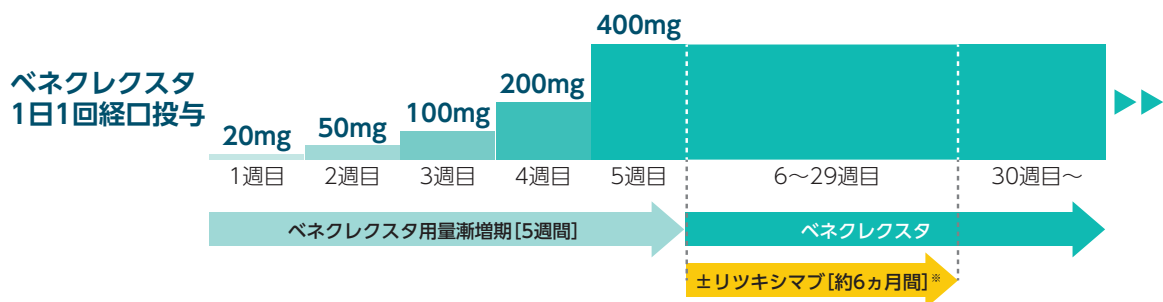 400mg
200mg
100mg
50mg
20mg
ベネクレクスタ
1日1回経口投与
1週目 2週目 3週目 4週目 5週目 6〜29週目 30週目〜
ベネクレクスタ用量漸増期[5週間] ベネクレクスタ
±リツキシマブ[約6ヵ月間]※